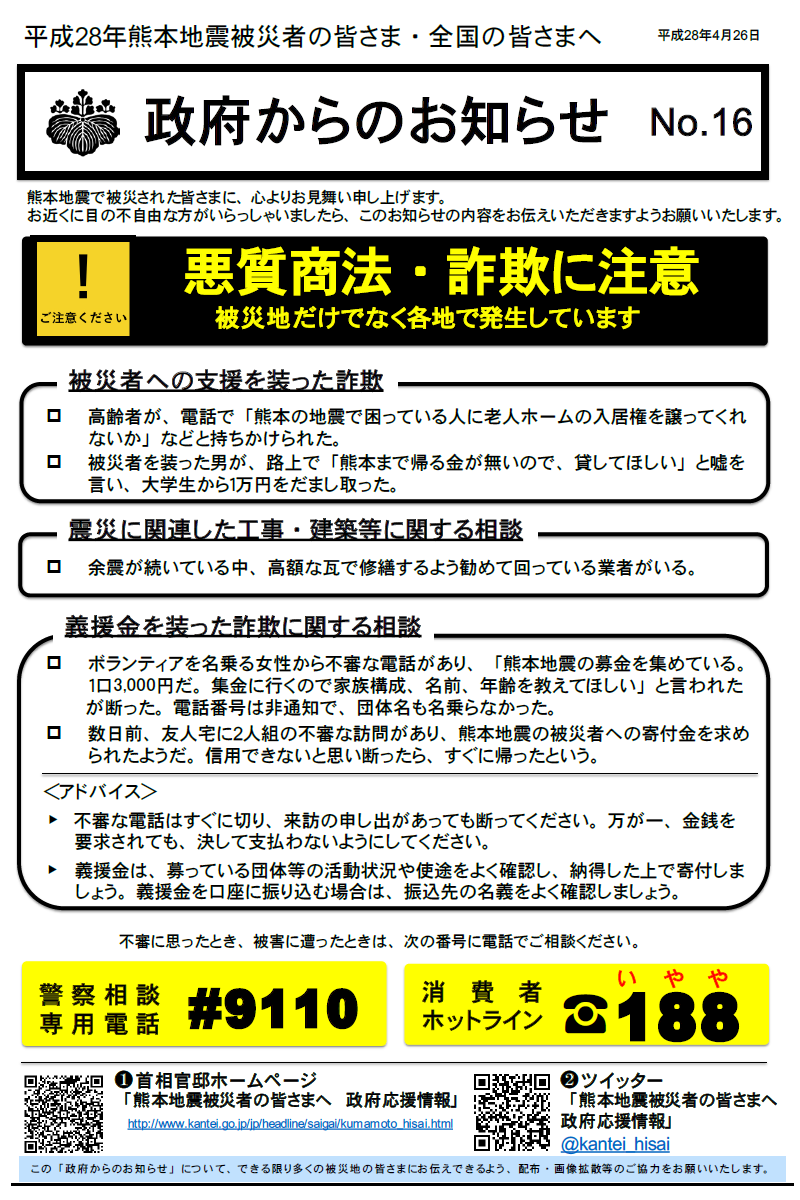 平成28年熊本地震被災者の皆さま・全国の皆さまへ
平成28年4月26日
政府からのお知らせ No.16
熊本地震で被災された皆さまに、心よりお見舞い申し上げます。
お近くに目の不自由な方がいらっしゃいましたら、このお知らせの内容をお伝えいただきますようお願いいたします。
!
ご注意ください
悪質商法・詐欺に注意
被災地だけでなく各地で発生しています
被災者への支援を装った詐欺
高齢者が、電話で「熊本の地震で困っている人に老人ホームの入居権を譲ってくれ
ないか」などと持ちかけられた。
被災者を装った男が、路上で「熊本まで帰る金が無いので、貸してほしい」と嘘を
言い、大学生から1万円をだまし取った。
震災に関連した工事・建築等に関する相談
余震が続いている中、高額な瓦で修繕するよう勧めて回っている業者がいる。
義援金を装った詐欺に関する相談
ボランティアを名乗る女性から不審な電話があり、「熊本地震の募金を集めている。
1口3,000円だ。集金に行くので家族構成、名前、年齢を教えてほしい」と言われた
が断った。電話番号は非通知で、団体名も名乗らなかった。
数日前、友人宅に2人組の不審な訪問があり、熊本地震の被災者への寄付金を求め
られたようだ。信用できないと思い断ったら、すぐに帰ったという。
＜アドバイス＞
不審な電話はすぐに切り、来訪の申し出があっても断ってください。万が一、金銭を
要求されても、決して支払わないようにしてください。
義援金は、募っている団体等の活動状況や使途をよく確認し、納得した上で寄付しま
しょう。義援金を口座に振り込む場合は、振込先の名義をよく確認しましょう。
不審に思ったとき、被害に遭ったときは、次の番号に電話でご相談ください。
警察相談
専用電話
#9110
消費者
ホットライン
い や や
☎188
❶首相官邸ホームページ
「熊本地震被災者の皆さまへ 政府応援情報」
http://www.kantei.go.jp/jp/headline/saigai/kumamoto_hisai.html
❷ツイッター
「熊本地震被災者の皆さまへ
政府応援情報」
@kantei_hisai
この「政府からのお知らせ」について、できる限り多くの被災地の皆さまにお伝えできるよう、配布・画像拡散等のご協力をお願いいたします。